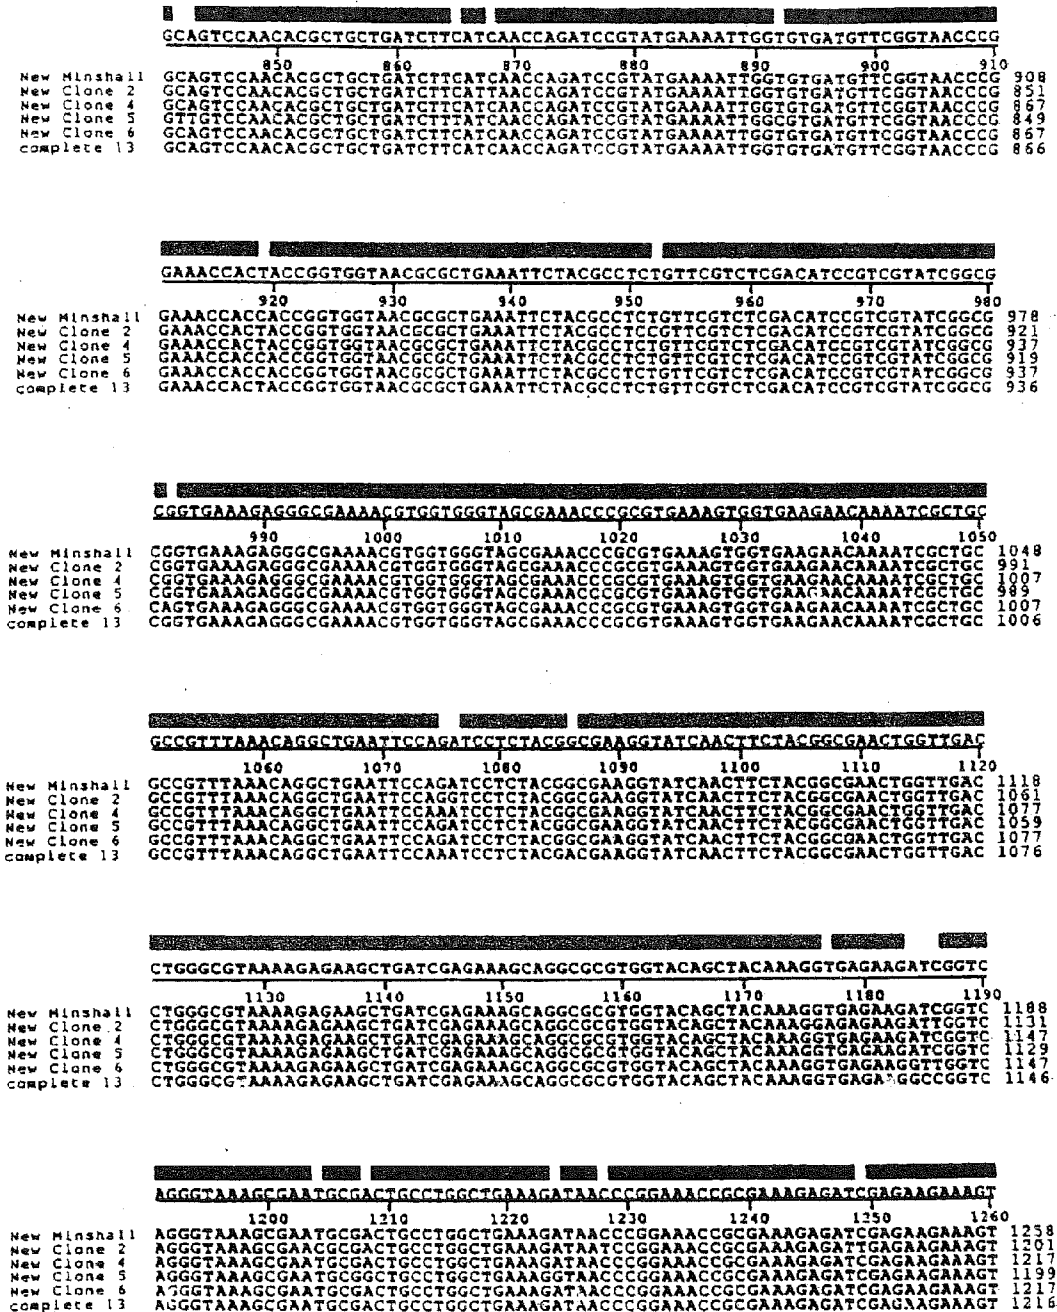 GCAGTCCAACACGCTGCTGATCTTCATCAACCAGATCCGTATGAAAATTGGTGTGATGTTCGGTAACCCG
850 860 870 880 890 900 910
New Minshall GCAGTCCAACACGCTGCTGATCTTCATCAACCAGATCCGTATGAAAATTGGTGTGATGTTCGGTAACCCG 908
New Clone 2 GCAGTCCAACACGCTGCTGATCTTCATTAACCAGATCCGTATGAAAATTGGTGTGATGTTCGGTAACCCG 851
New Clone 4 GCAGTCCAACACGCTGCTGATCTTCATCAACCAGATCCGTATGAAAATTGGTGTGATGTTCGGTAACCCG 867
New Clone 5 GTTGTCCAACACGCTGCTGATCTTTATCAACCAGATCCGTATGAAAATTGGCGTGATGTTCGGTAACCCG 849
New Clone 6 GCAGTCCAACACGCTGCTGATCTTCATCAACCAGATCCGTATGAAAATTGGTGTGATGTTCGGTAACCCG 867
complete 13 GCAGTCCAACACGCTGCTGATCTTCATCAACCAGATCCGTATGAAAATTGGTGTGATGTTCGGTAACCCG 866
GAAACCACTACCGGTGGTAACGCGCTGAAATTCTACGCCTCTGTTCGTCTCGACATCCGTCGTATCGGCG
920 930 940 950 960 970 980
New Minshall GAAACCACCACCGGTGGTAACGCGCTGAAATTCTACGCCTCTGTTCGTCTCGACATCCGTCGTATCGGCG 978
New Clone 2 GAAACCACTACCGGTGGTAACGCGCTGAAATTCTACGCCTCCGTTCGTCTCGACATCCGTCGTATCGGCG 921
New Clone 4 GAAACCACTACCGGTGGTAACGCGCTGAAATTCTACGCCTCTGTTCGTCTCGACATCCGTCGTATCGGCG 937
New Clone 5 GAAACCACCACCGGTGGTAACGCGCTGAAATTCTACGCCTCTGTTCGTCTCGACATCCGTCGTATCGGCG 919
New Clone 6 GAAACCACCACCGGTGGTAACGCGCTGAAATTCTACGCCTCTGTTCGTCTCGACATCCGTCGTATCGGCG 937
complete 13 GAAACCACTACCGGTGGTAACGCGCTGAAATTCTACGCCTCTGTTCGTCTCGACATCCGTCGTATCGGCG 936
CGGTGAAAGAGGGCGAAAACGTGGTGGGTAGCGAAACCCGCGTGAAAGTGGTGAAGAACAAAATCGCTGC
990 1000 1010 1020 1030 1040 1050
New Minshall CGGTGAAAGAGGGCGAAAACGTGGTGGGTAGCGAAACCCGCGTGAAAGTGGTGAAGAACAAAATCGCTGC 1048
New Clone 2 CGGTGAAAGAGGGCGAAAACGTGGTGGGTAGCGAAACCCGCGTGAAAGTGGTGAAGAACAAAATCGCTGC 991
New Clone 4 CGGTGAAAGAGGGCGAAAACGTGGTGGGTAGCGAAACCCGCGTGAAAGTGGTGAAGAACAAAATCGCTGC 1007
New Clone 5 CGGTGAAAGAGGGCGAAAACGTGGTGGGTAGCGAAACCCGCGTGAAAGTGGTGAAGAACAAAATCGCTGC 989
New Clone 6 CAGTGAAAGAGGGCGAAAACGTGGTGGGTAGCGAAACCCGCGTGAAAGTGGTGAAGAACAAAATCGCTGC 1007
complete 13 CGGTGAAAGAGGGCGAAAACGTGGTGGGTAGCGAAACCCGCGTGAAAGTGGTGAAGAACAAAATCGCTGC 1006
GCCGTTTAAACAGGCTGAATTCCAGATCCTCTACGGCGAAGGTATCAACTTCTACGGCGAACTGGTTGAC
1060 1070 1080 1090 1100 1110 1120
New Minshall GCCGTTTAAACAGGCTGAATTCCAGATCCTCTACGGCGAAGGTATCAACTTCTACGGCGAACTGGTTGAC 1118
New Clone 2 GCCGTTTAAACAGGCTGAATTCCAGGTCCTCTACGGCGAAGGTATCAACTTCTACGGCGAACTGGTTGAC 1061
New Clone 4 GCCGTTTAAACAGGCTGAATTCCAAATCCTCTACGGCGAAGGTATCAACTTCTACGGCGAACTGGTTGAC 1077
New Clone 5 GCCGTTTAAACAGGCTGAATTCCAGATCCTCTACGGCGAAGGTATCAACTTCTACGGCGAACTGGTTGAC 1059
New Clone 6 GCCGTTTAAACAGGCTGAATTCCAGATCCTCTACGGCGAAGGTATCAACTTCTACGGCGAACTGGTTGAC 1077
complete 13 GCCGTTTAAACAGGCTGAATTCCAAATCCTCTACGACGAAGGTATCAACTTCTACGGCGAACTGGTTGAC 1076
CTGGGCGTAAAAGAGAAGCTGATCGAGAAAGCAGGCGCGTGGTACAGCTACAAAGGTGAGAAGATCGGTC
1130 1140 1150 1160 1170 1180 1190
New Minshall CTGGGCGTAAAAGAGAAGCTGATCGAGAAAGCAGGCGCGTGGTACAGCTACAAAGGTGAGAAGATCGGTC 1188
New Clone 2 CTGGGCGTAAAAGAGAAGCTGATCGAGAAAGCAGGCGCGTGGTACAGCTACAAAGGAGAGAAGATTGGTC 1131
New Clone 4 CTGGGCGTAAAAGAGAAGCTGATCGAGAAAGCAGGCGCGTGGTACAGCTACAAAGGTGAGAAGATCGGTC 1147
New Clone 5 CTGGGCGTAAAAGAGAAGCTGATCGAGAAAGCAGGCGCGTGGTACAGCTACAAAGGTGAGAAGATCGGTC 1129
New Clone 6 CTGGGCGTAAAAGAGAAGCTGATCGAGAAAGCAGGCGCGTGGTACAGCTACAAAGGTGAGAAGGTTGGTC 1147
complete 13 1146
AGGGTAAAGCGAATGCGACTGCCTGGCTGAAAGATAACCCGGAAACCGCGAAAGAGATCGAGAAGAAAGT
1200 1210 1220 1230 1240 1250 1260
New Minshall AGGGTAAAGCGAATGCGACTGCCTGGCTGAAAGATAACCCGGAAACCGCGAAAGAGATCGAGAAGAAAGT 1258
New Clone 2 AGGGTAAAGCGAACGCGACTGCCTGGCTGAAAGATAATCCGGAAACCGCGAAAGAGATTGAGAAGAAAGT 1201
New Clone 4 AGGGTAAAGCGAATGCGACTGCCTGGCTGAAAGATAACCCGGAAACCGCGAAAGAGATCGAGAAGAAAGT 1217
New Clone 5 AGGGTAAAGCGAATGCGGCTGCCTGGCTGAAAGGTAACCCGGAAACCGCGAAAGAGATCGAGAAGAAAGT 1199
New Clone 6 AGGGTAAAGCGAATGCGACTGCCTGGCTGAAAGATAACCCGGAAACCGCGAAAGAGATCGAGAAGAAAGT 1217
complete 13 AGGGTAAAGCGAATGCGACTGCCTGGCTGAAAGATAACCCGGAAACCGCGAAAGAGATCGAGAAGAAAGT 1216